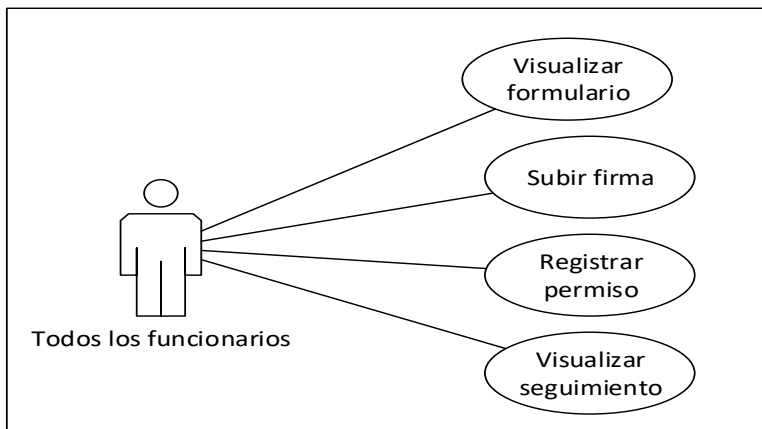 Visualizar
formulario
Subir firma
Registrar
permiso
Todos los funcionarios
Visualizar
seguimiento